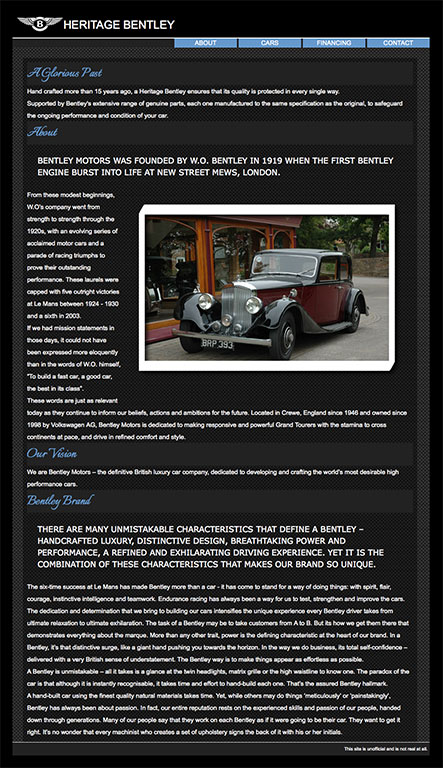 B HERITAGE BENTLEY
ABOUT CARS FINANCING CONTACT
A Glorious Past
Hand crafted more than 15 years ago, a Heritage Bentley ensures that its quality is protected in every single way.
Supported by Bentley's extensive range of genuine parts, each one manufactured to the same specification as the original, to safeguard
the ongoing performance and condition of your car.
About
BENTLEY MOTORS WAS FOUNDED BY W.O. BENTLEY IN 1919 WHEN THE FIRST BENTLEY
ENGINE BURST INTO LIFE AT NEW STREET MEWS, LONDON.
From these modest beginnings,
W.O's company went from
strength to strength through the
1920s, with an evolving series of
acclaimed motor cars and a
parade of racing triumphs to
prove their outstanding
performance. These laurels were
capped with five outright victories
at Le Mans between 1924 - 1930
and a sixth in 2003.
If we had mission statements in
those days, it could not have
been expressed more eloquently
than in the words of W.O. himself,
"To build a fast car, a good car,
the best in its class".
These words are just as relevant
today as they continue to inform our beliefs, actions and ambitions for the future. Located in Crewe, England since 1946 and owned since
1998 by Volkswagen AG, Bentley Motors is dedicated to making responsive and powerful Grand Tourers with the stamina to cross
continents at pace, and drive in refined comfort and style.
BRP 393
Our Vision
We are Bentley Motors – the definitive British luxury car company, dedicated to developing and crafting the world's most desirable high
performance cars.
Bentley Brand
THERE ARE MANY UNMISTAKABLE CHARACTERISTICS THAT DEFINE A BENTLEY –
HANDCRAFTED LUXURY, DISTINCTIVE DESIGN, BREATHTAKING POWER AND
PERFORMANCE, A REFINED AND EXHILARATING DRIVING EXPERIENCE. YET IT IS THE
COMBINATION OF THESE CHARACTERISTICS THAT MAKES OUR BRAND SO UNIQUE.
The six-time success at Le Mans has made Bentley more than a car - it has come to stand for a way of doing things: with spirit, flair,
courage, instinctive intelligence and teamwork. Endurance racing has always been a way for us to test, strengthen and improve the cars.
The dedication and determination that we bring to building our cars intensifies the unique experience every Bentley driver takes from
ultimate relaxation to ultimate exhilaration. The task of a Bentley may be to take customers from A to B. But its how we get them there that
demonstrates everything about the marque. More than any other trait, power is the defining characteristic at the heart of our brand. In a
Bentley, it's that distinctive surge, like a giant hand pushing you towards the horizon. In the way we do business, its total self-confidence –
delivered with a very British sense of understatement. The Bentley way is to make things appear as effortless as possible.
A Bentley is unmistakable – all it takes is a glance at the twin headlights, matrix grille or the high waistline to know one. The paradox of the
car is that although it is instantly recognisable, it takes time and effort to hand-build each one. That's the assured Bentley hallmark.
A hand-built car using the finest quality natural materials takes time. Yet, while others may do things 'meticulously' or 'painstakingly',
Bentley has always been about passion. In fact, our entire reputation rests on the experienced skills and passion of our people, handed
down through generations. Many of our people say that they work on each Bentley as if it were going to be their car. They want to get it
right. It's no wonder that every machinist who creates a set of upholstery signs the back of it with his or her initials.
This site is unofficial and is not real at all.